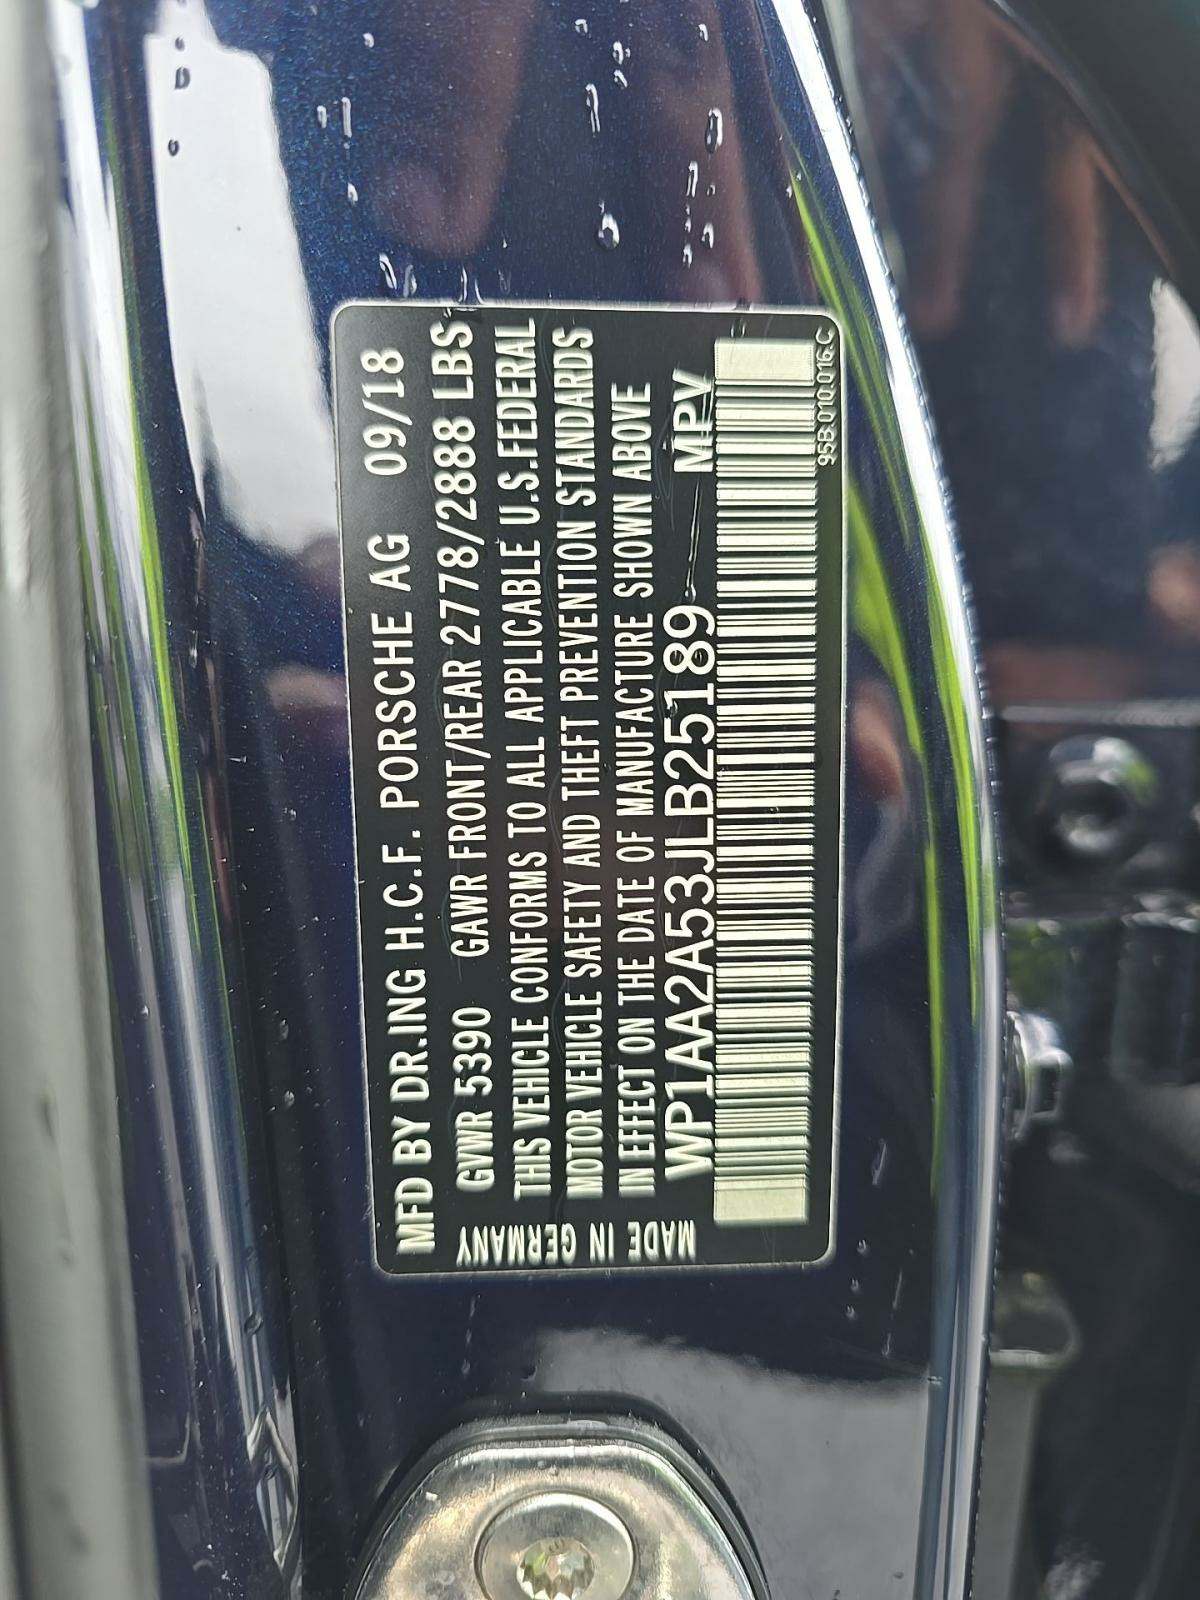 MFD BY DR.ING H.C.F. PORSCHE AG 09/18
GVWR 5390 GAWR FRONT/REAR 2778/2888 LBS
THIS VEHICLE CONFORMS TO ALL APPLICABLE U.S.FEDERAL
MOTOR VEHICLE SAFETY AND THEFT PREVENTION STANDARDS
IN EFFECT ON THE DATE OF MANUFACTURE SHOWN ABOVE
WP1AA2A53JLB25189 MPV
95B.010.016.C
MADE IN GERMANY